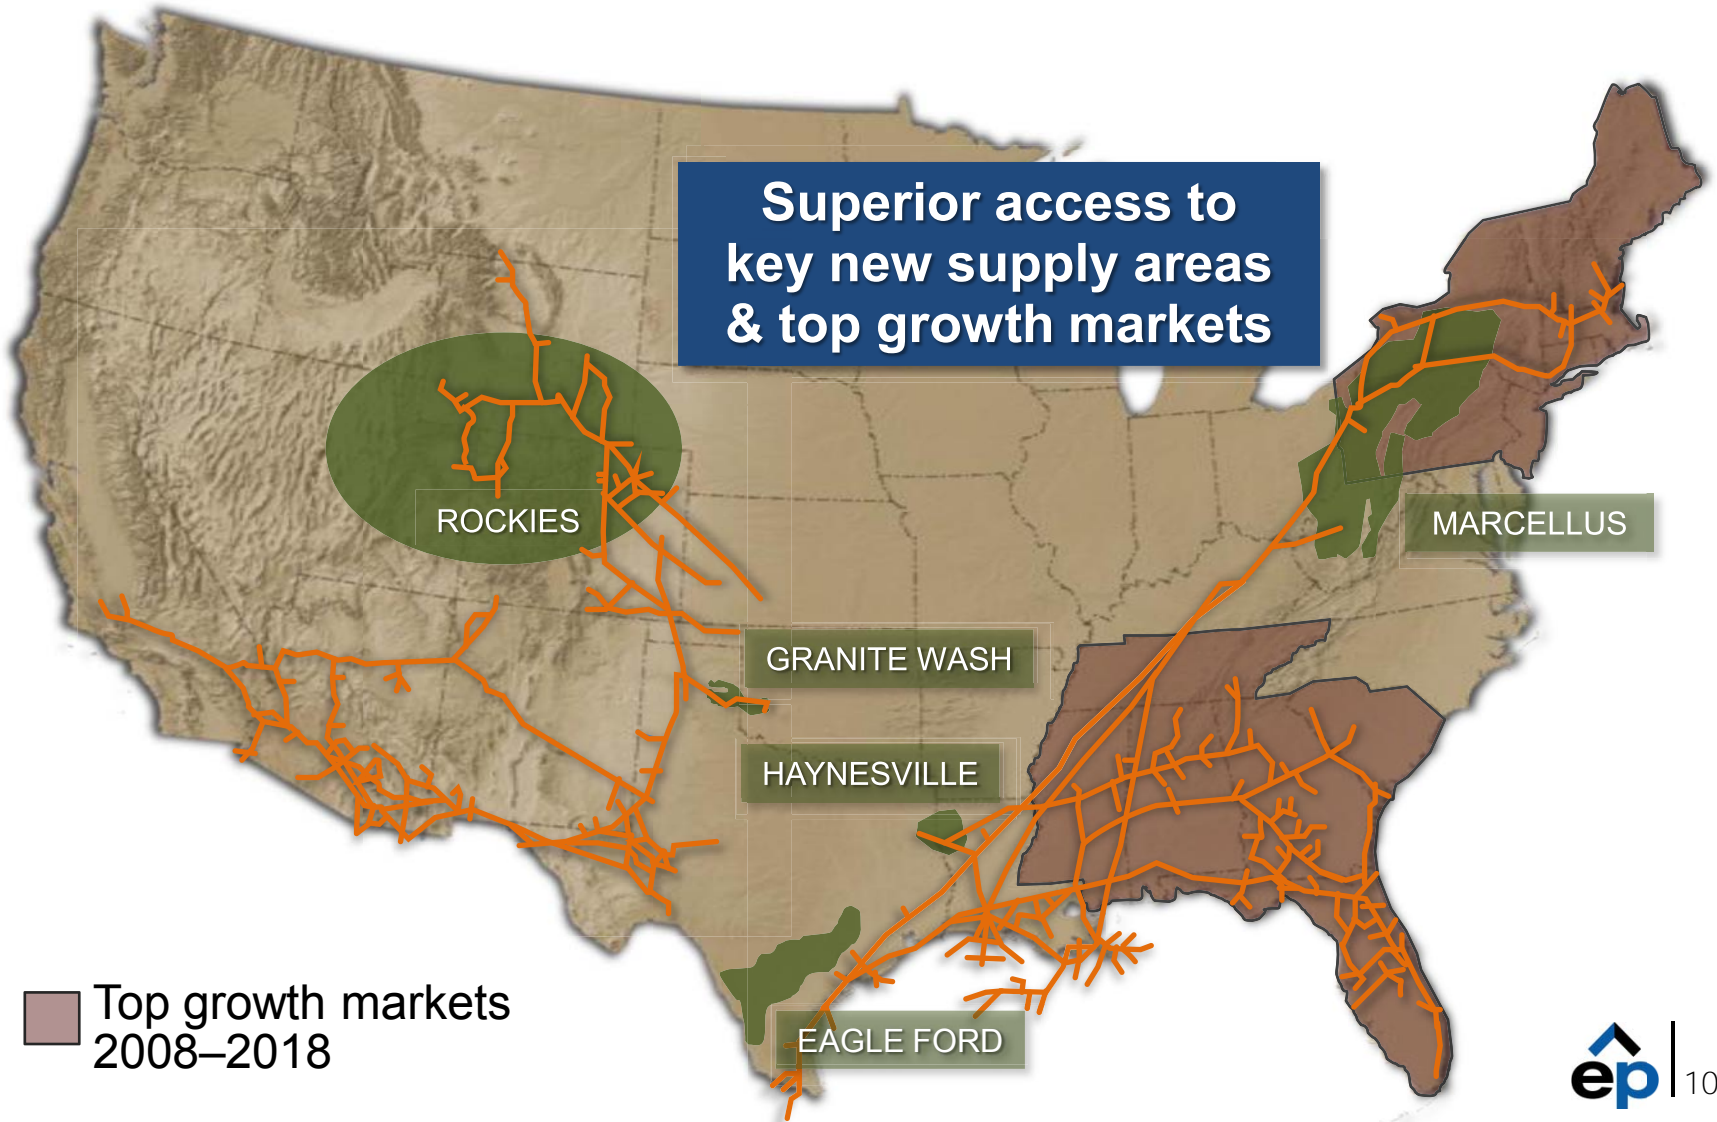 Superior access to
key new supply areas
& top growth markets
ROCKIES
MARCELLUS
GRANITE WASH
HAYNESVILLE
EAGLE FORD
Top growth markets
2008–2018
ep
10